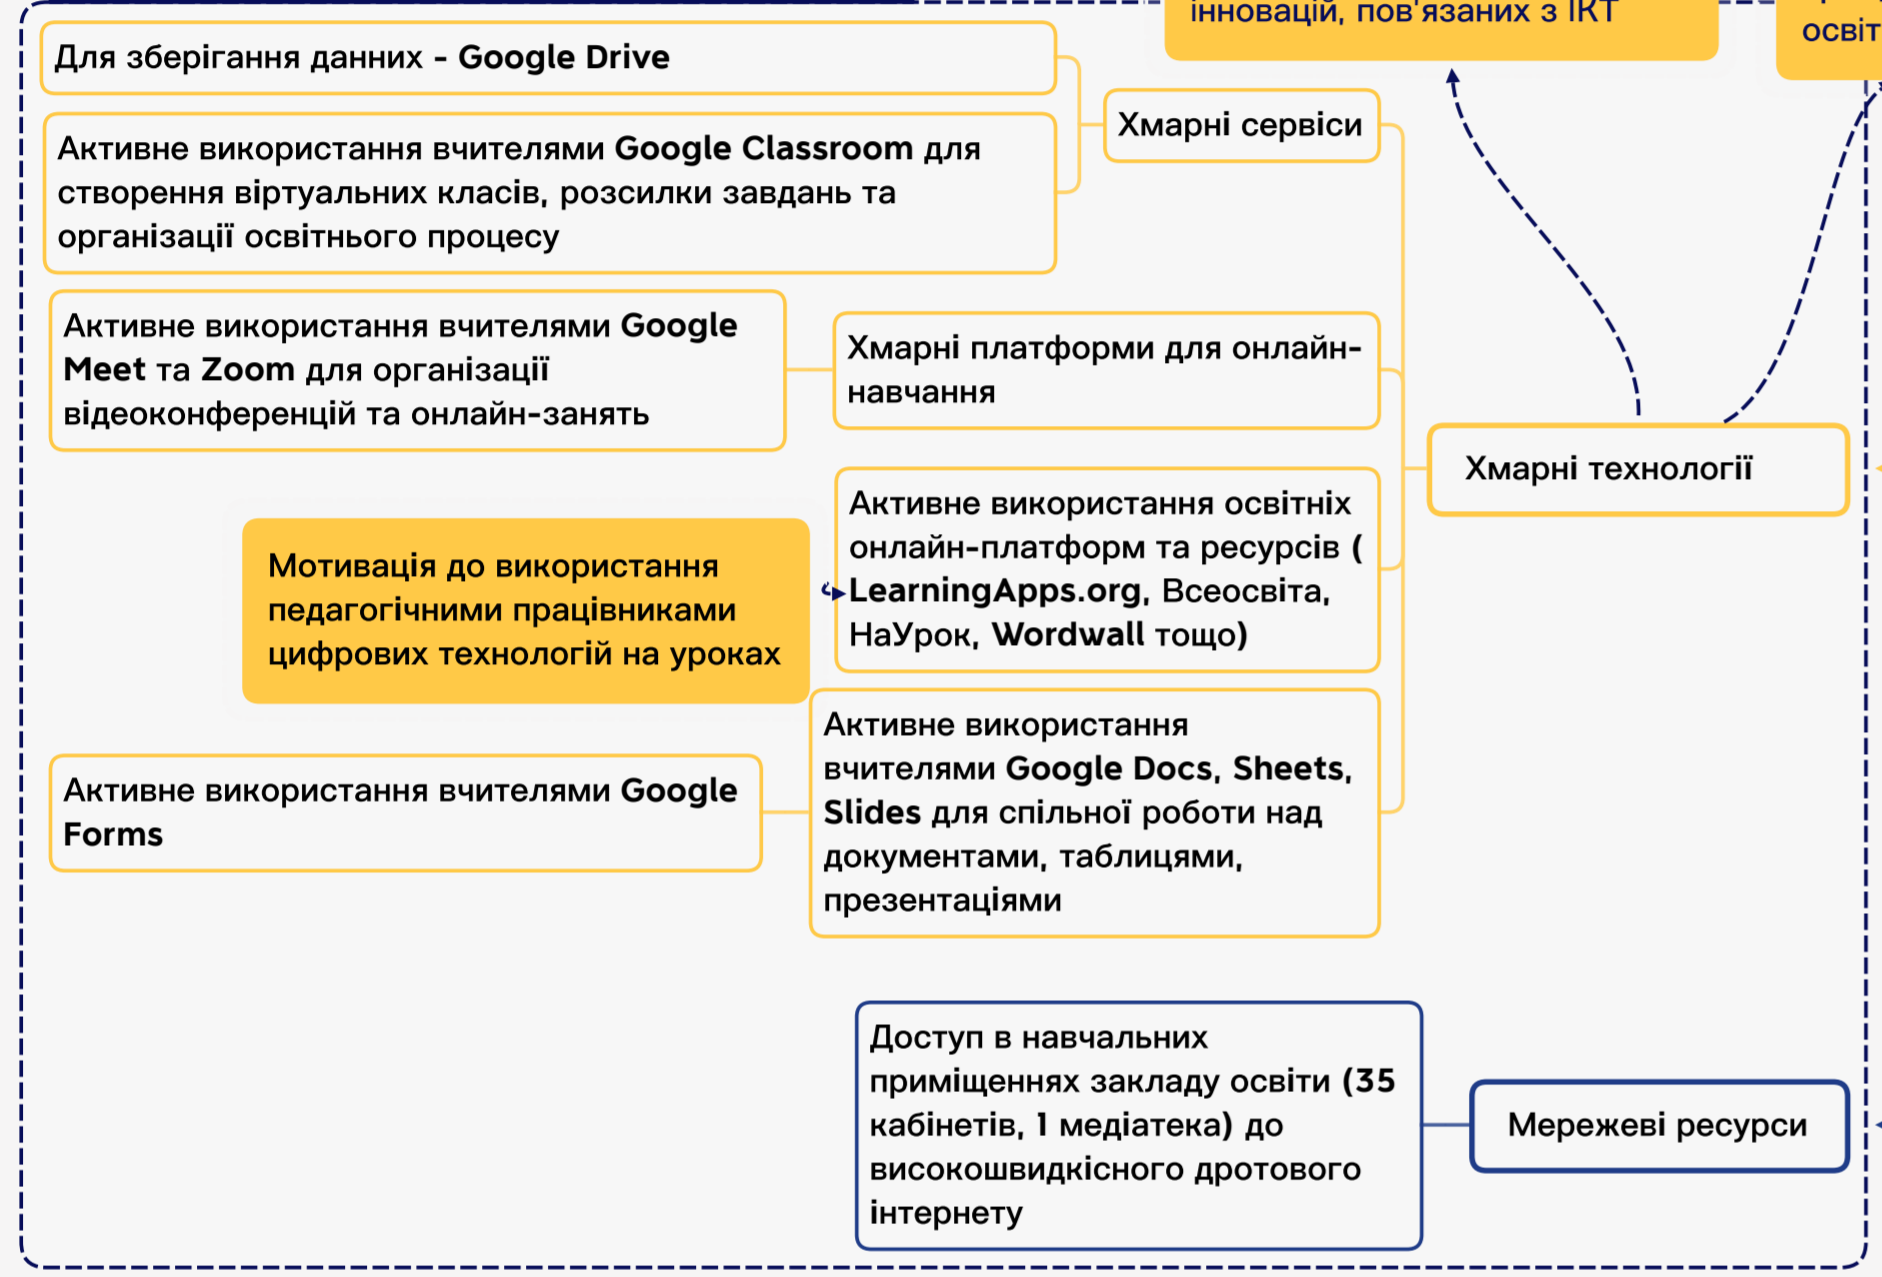 інновацій, пов'язаних з ІКТ
Для зберігання данних - Google Drive
Активне використання вчителями Google Classroom для
створення віртуальних класів, розсилки завдань та
організації освітнього процесу
Хмарні сервіси
Активне використання вчителями Google
Meet та Zoom для організації
відеоконференцій та онлайн-занять
Хмарні платформи для онлайн-
навчання
Мотивація до використання
педагогічними працівниками
цифрових технологій на уроках
Активне використання освітніх
онлайн-платформ та ресурсів (
LearningApps.org, Всеосвіта,
НаУрок, Wordwall тощо)
Хмарні технології
Активне використання вчителями Google
Forms
Активне використання
вчителями Google Docs, Sheets,
Slides для спільної роботи над
документами, таблицями,
презентаціями
Доступ в навчальних
приміщеннях закладу освіти (35
кабінетів, 1 медіатека) до
високошвидкісного дротового
інтернету
Мережеві ресурси